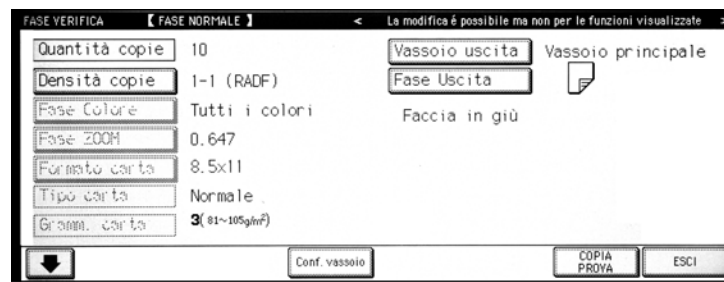 FASE VERIFICA 【 FASE NORMALE 】 < La modifica é possibile ma non per le funzioni visualizzate >
Quantità copie 10 Vassoio uscita Vassoio principale
Densità copie 1-1 (RADF) Fase Uscita
Fase Colore Tutti i colori Faccia in giù
Fase ZOOM 0.647
Formato carta 8.5x11
Tipo carta Normale
Gramm. carta 3( 81~105g/m²)
Conf. vassoio COPIA PROVA ESCI